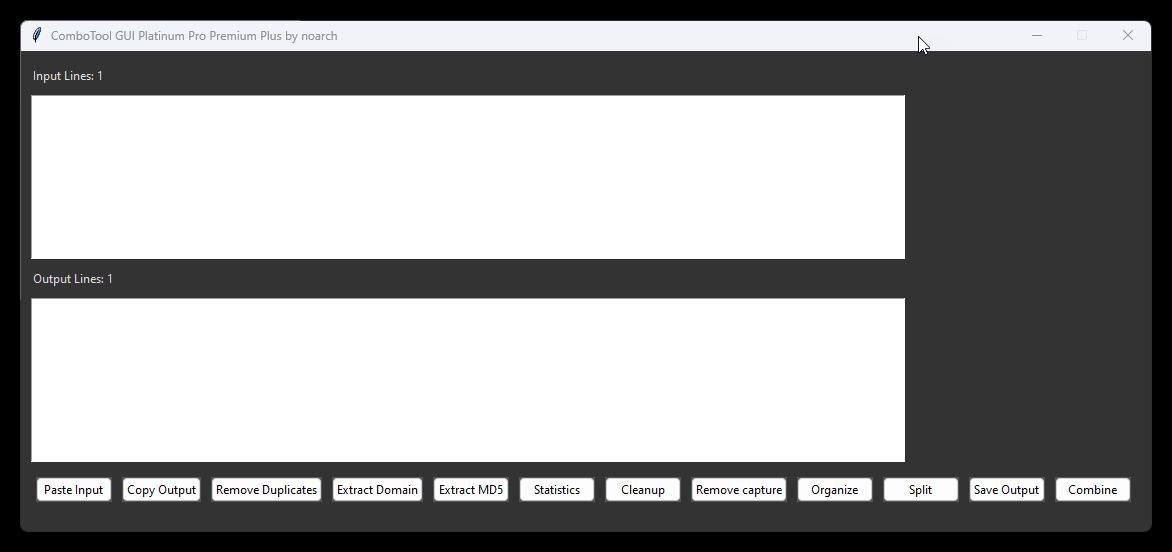 ComboTool GUI Platinum Pro Premium Plus by noarch
Input Lines: 1
Output Lines: 1
Paste Input Copy Output Remove Duplicates Extract Domain Extract MD5 Statistics Cleanup Remove capture Organize Split Save Output Combine